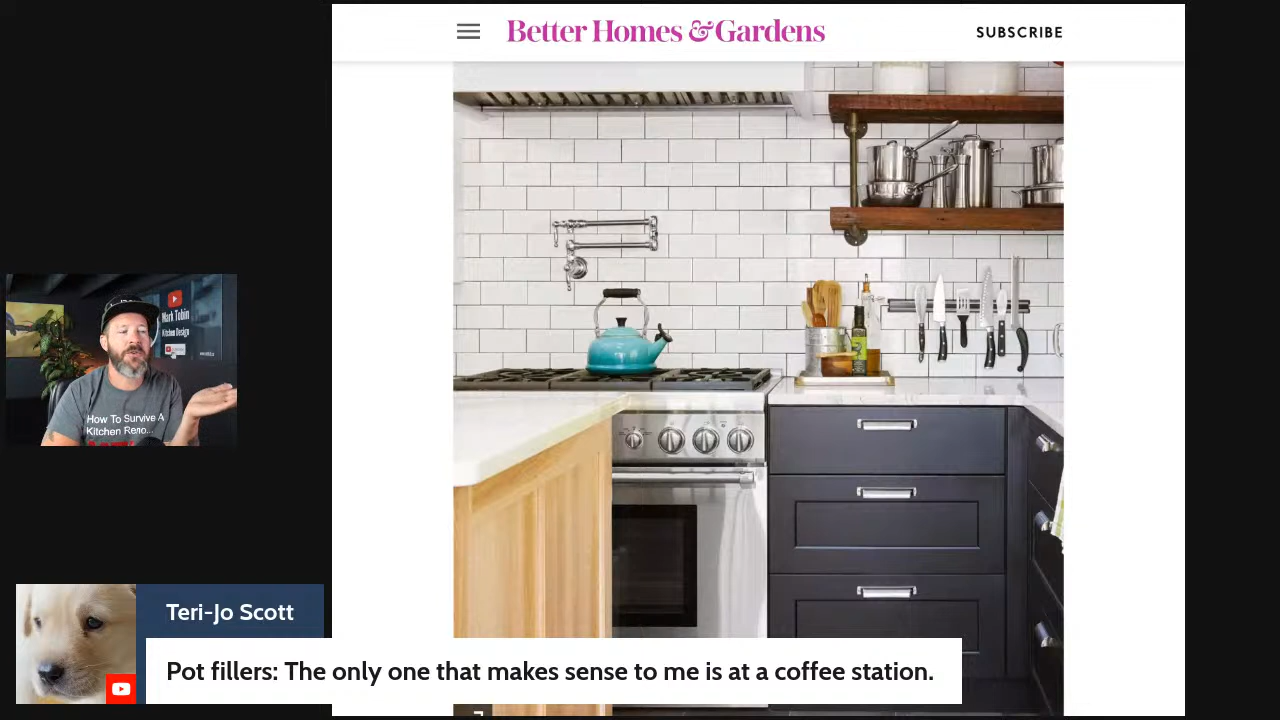 Better Homes & Gardens
SUBSCRIBE
Mark Tobin
Kitchen Design
How To Survive A
Kitchen Reno...
Teri-Jo Scott
Pot fillers: The only one that makes sense to me is at a coffee station.